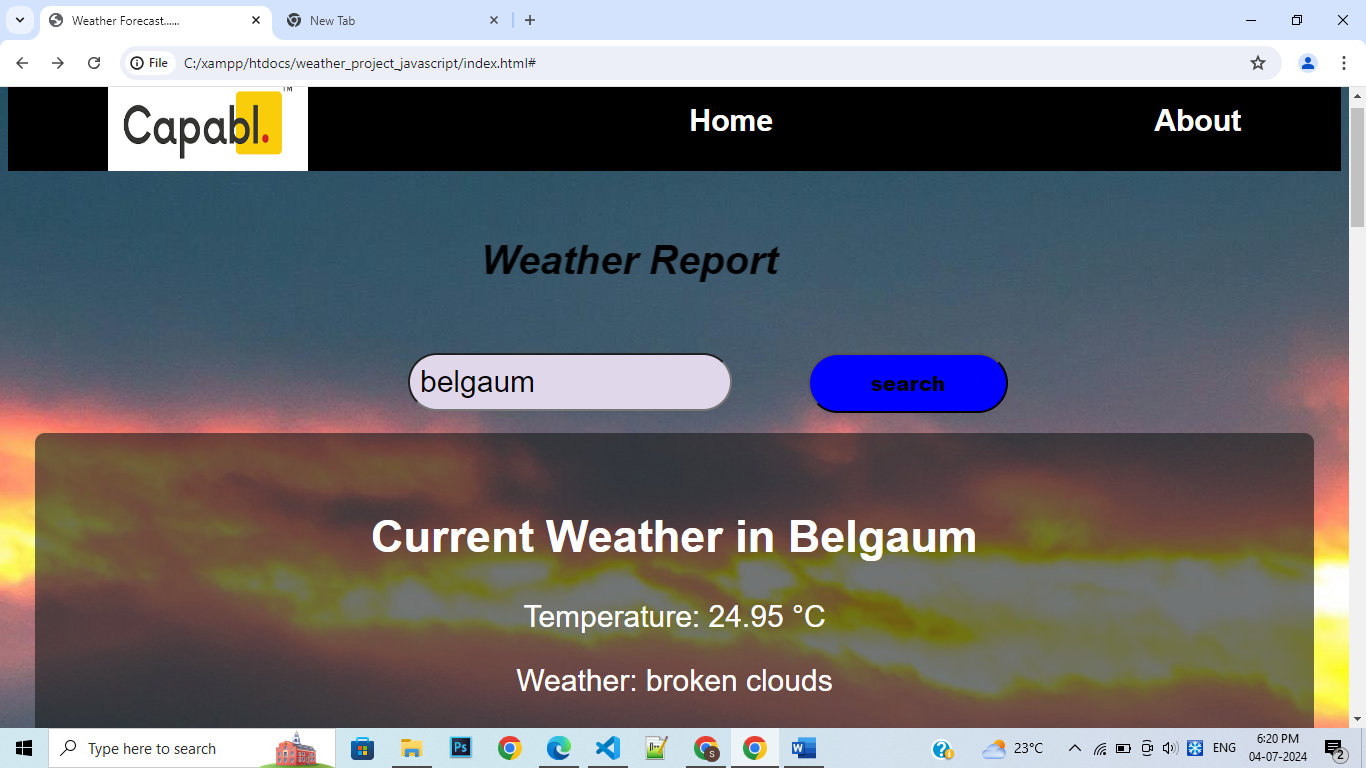 Weather Forecast......
New Tab
File
C:/xampp/htdocs/weather_project_javascript/index.html#
Capabl.
TM
Home
About
Weather Report
belgaum
search
Current Weather in Belgaum
Temperature: 24.95 °C
Weather: broken clouds
Type here to search
Ps
S
W
23°C
ENG
6:20 PM
04-07-2024
2